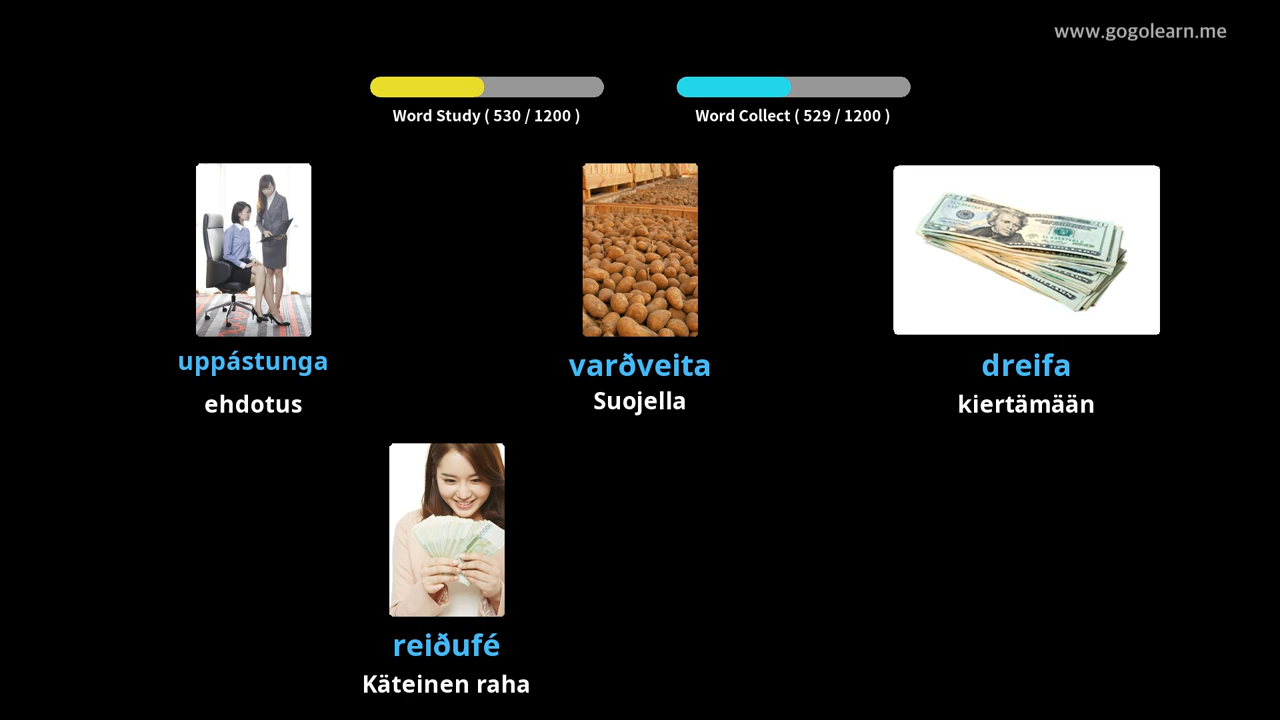 www.gogolearn.me
Word Study ( 530 / 1200 )
Word Collect ( 529 / 1200 )
uppástunga
ehdotus
varðveita
Suojella
dreifa
kiertämään
reiðufé
Käteinen raha